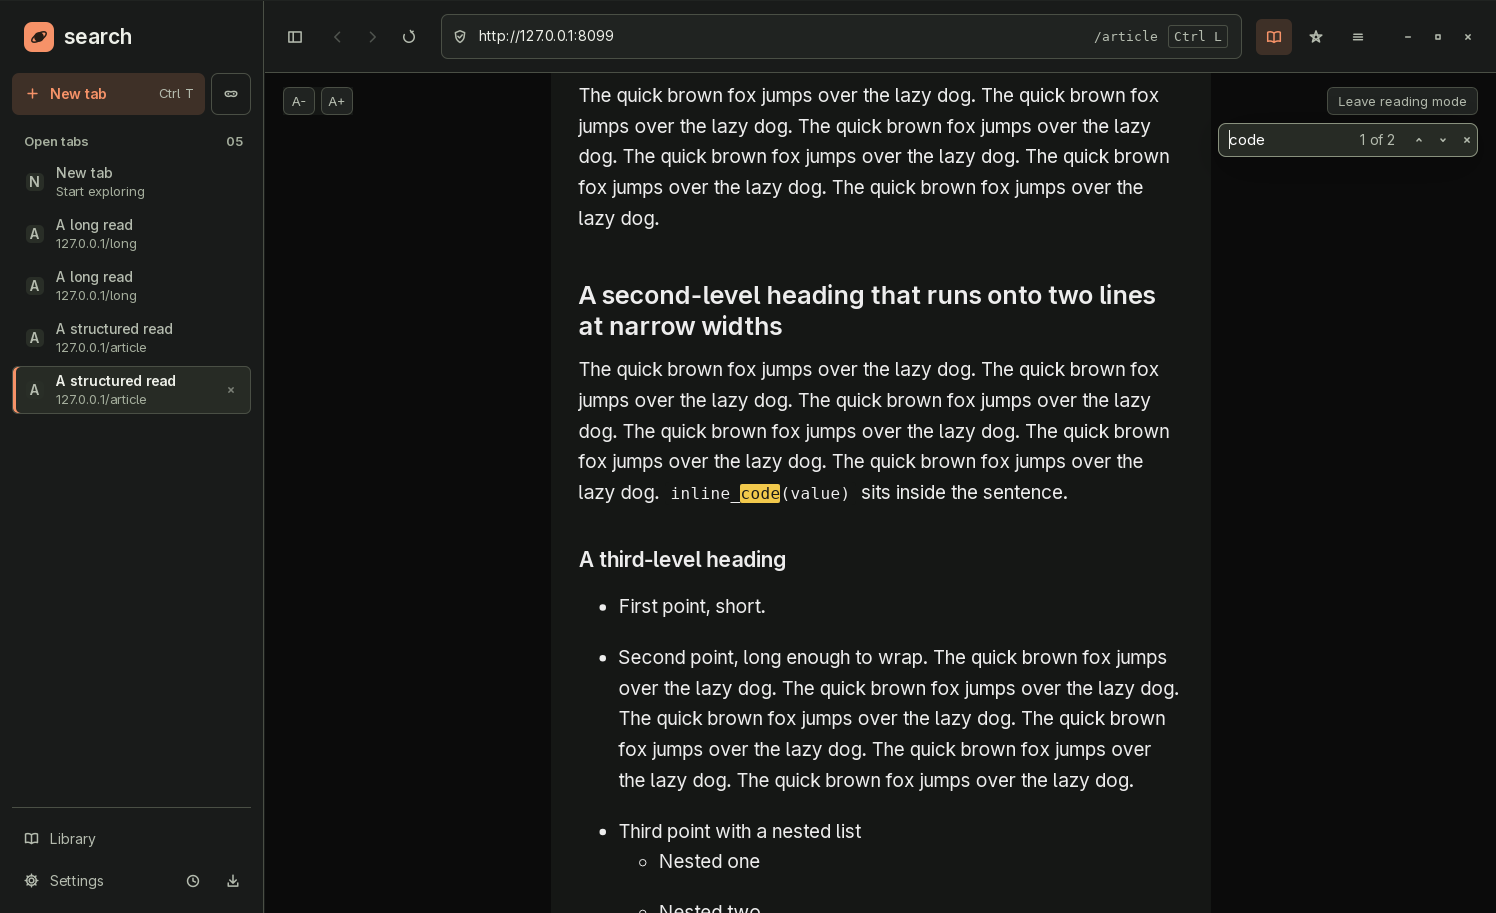 search
New tab Ctrl T
Open tabs 05
N New tab
Start exploring
A A long read
127.0.0.1/long
A A long read
127.0.0.1/long
A A structured read
127.0.0.1/article
A A structured read ×
127.0.0.1/article
Library
Settings
http://127.0.0.1:8099 /article Ctrl L
A- A+
Leave reading mode
code 1 of 2
The quick brown fox jumps over the lazy dog. The quick brown fox
jumps over the lazy dog. The quick brown fox jumps over the lazy
dog. The quick brown fox jumps over the lazy dog. The quick brown
fox jumps over the lazy dog. The quick brown fox jumps over the
lazy dog.
A second-level heading that runs onto two lines
at narrow widths
The quick brown fox jumps over the lazy dog. The quick brown fox
jumps over the lazy dog. The quick brown fox jumps over the lazy
dog. The quick brown fox jumps over the lazy dog. The quick brown
fox jumps over the lazy dog. The quick brown fox jumps over the
lazy dog. inline_code(value) sits inside the sentence.
A third-level heading
• First point, short.
• Second point, long enough to wrap. The quick brown fox jumps
over the lazy dog. The quick brown fox jumps over the lazy dog.
The quick brown fox jumps over the lazy dog. The quick brown
fox jumps over the lazy dog. The quick brown fox jumps over
the lazy dog. The quick brown fox jumps over the lazy dog.
• Third point with a nested list
◦ Nested one
◦ Nested two